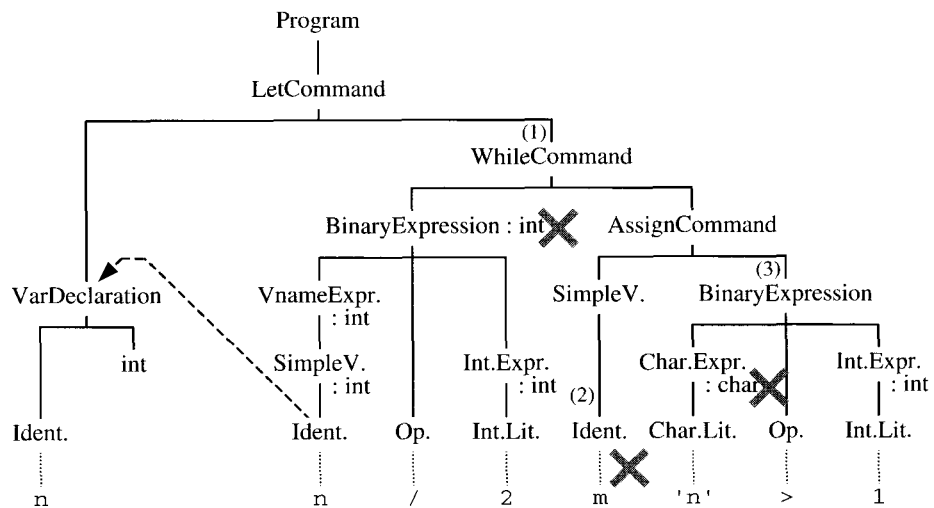 Program
LetCommand
(1)
WhileCommand
BinaryExpression : int
AssignCommand
(3)
VarDeclaration
VnameExpr.
: int
SimpleV.
BinaryExpression
int
SimpleV.
: int
Int.Expr.
: int
(2)
Char.Expr.
: char
Int.Expr.
: int
Ident.
Ident.
Op.
Int.Lit.
Ident.
Char.Lit.
Op.
Int.Lit.
n
n
/
2
m
'n'
>
1